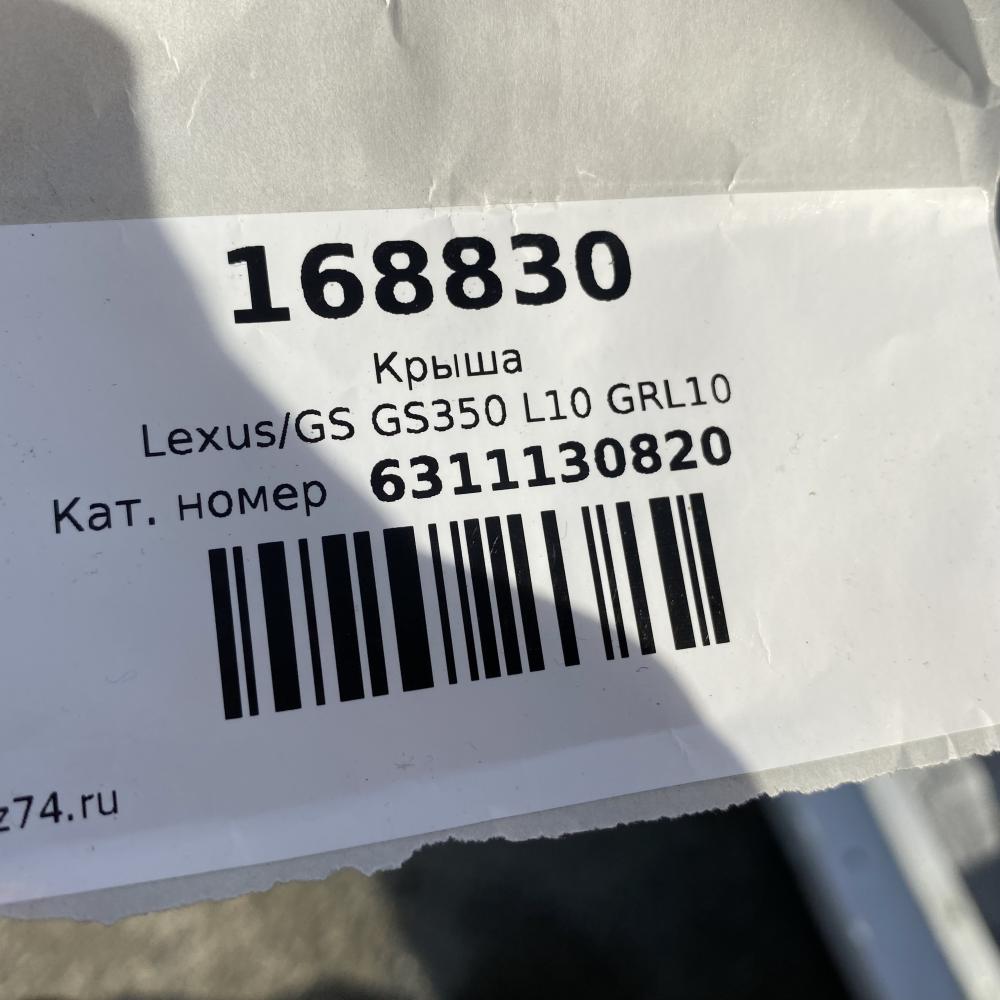 168830
Крыша
Lexus/GS GS350 L10 GRL10
Кат. номер 6311130820
z74.ru